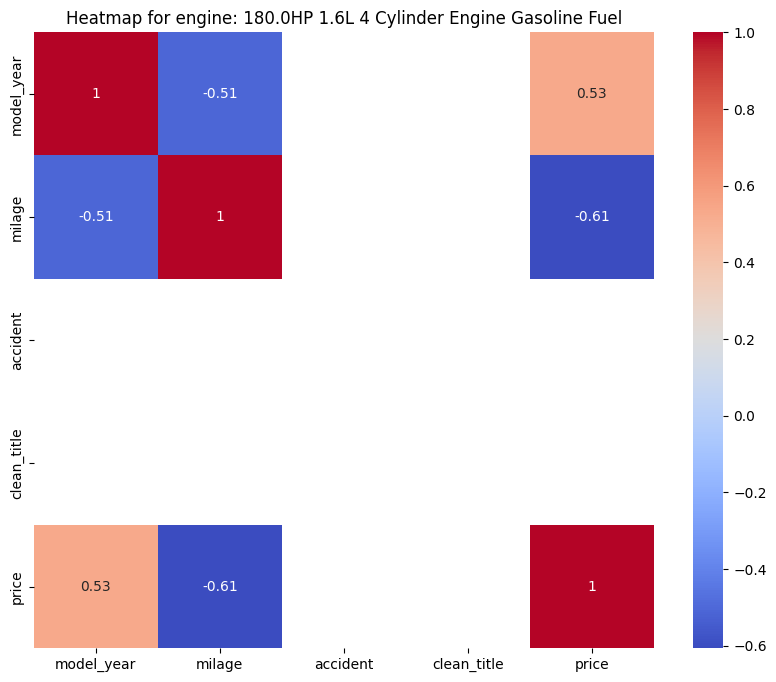 Heatmap for engine: 180.0HP 1.6L 4 Cylinder Engine Gasoline Fuel
model_year
1
-0.51
0.53
milage
-0.51
1
-0.61
accident
clean_title
price
0.53
-0.61
1
model_year milage accident clean_title price
1.0
0.8
0.6
0.4
0.2
0.0
−0.2
−0.4
−0.6